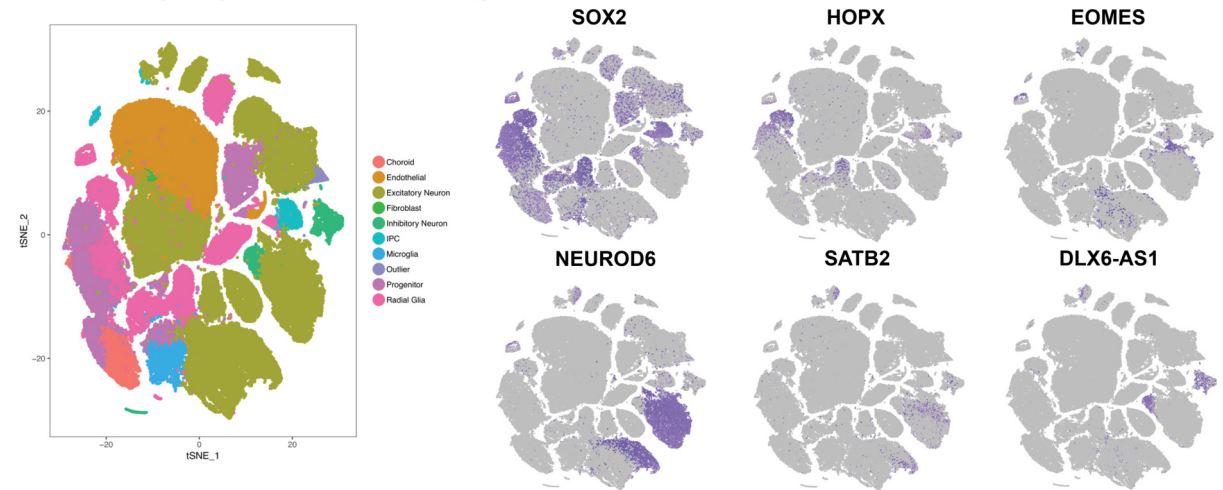 SOX2
HOPX
EOMES
20
0
−20
tSNE_2
−20
0
20
tSNE_1
Choroid
Endothelial
Excitatory Neuron
Fibroblast
Inhibitory Neuron
IPC
Microglia
Outlier
Progenitor
Radial Glia
NEUROD6
SATB2
DLX6-AS1